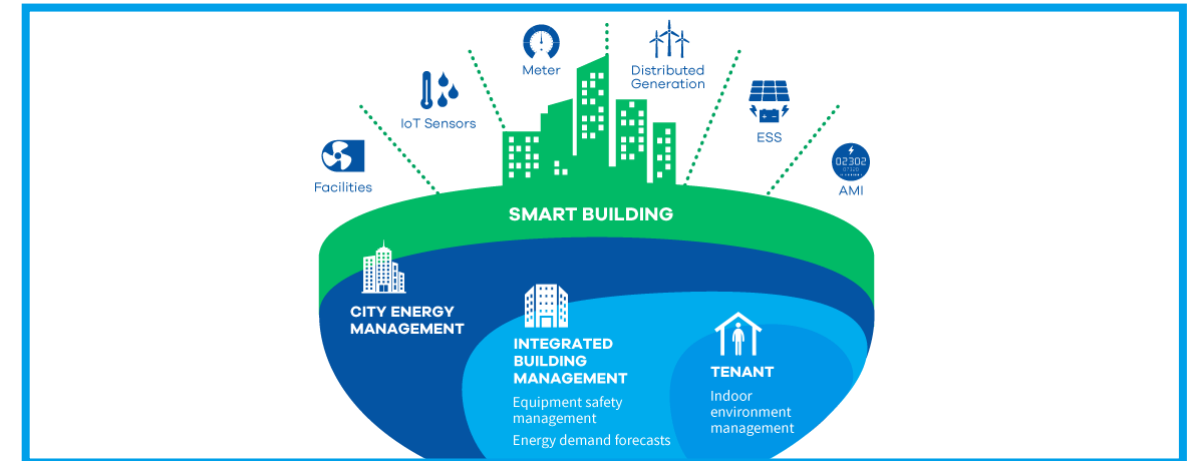 Meter
Distributed
Generation
IoT Sensors
ESS
Facilities
02302
AMI
SMART BUILDING
CITY ENERGY
MANAGEMENT
INTEGRATED
BUILDING
MANAGEMENT
Equipment safety
management
Energy demand forecasts
TENANT
Indoor
environment
management